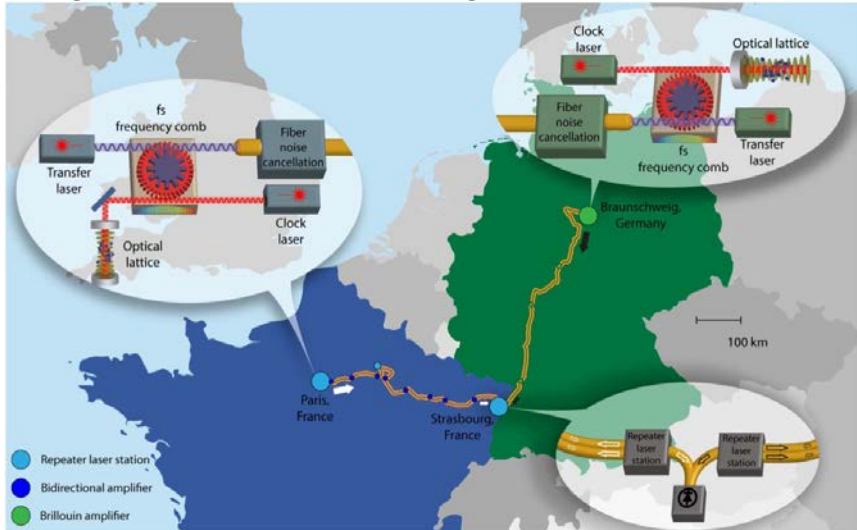 Clock
laser
Optical lattice
Fiber
noise
cancellation
Transfer
laser
fs
frequency comb
fs
frequency comb
Fiber
noise
cancellation
Transfer
laser
Clock
laser
Optical
lattice
Braunschweig,
Germany
100 km
Paris,
France
Strasbourg,
France
Repeater
laser
station
Repeater
laser
station
Repeater laser station
Bidirectional amplifier
Brillouin amplifier